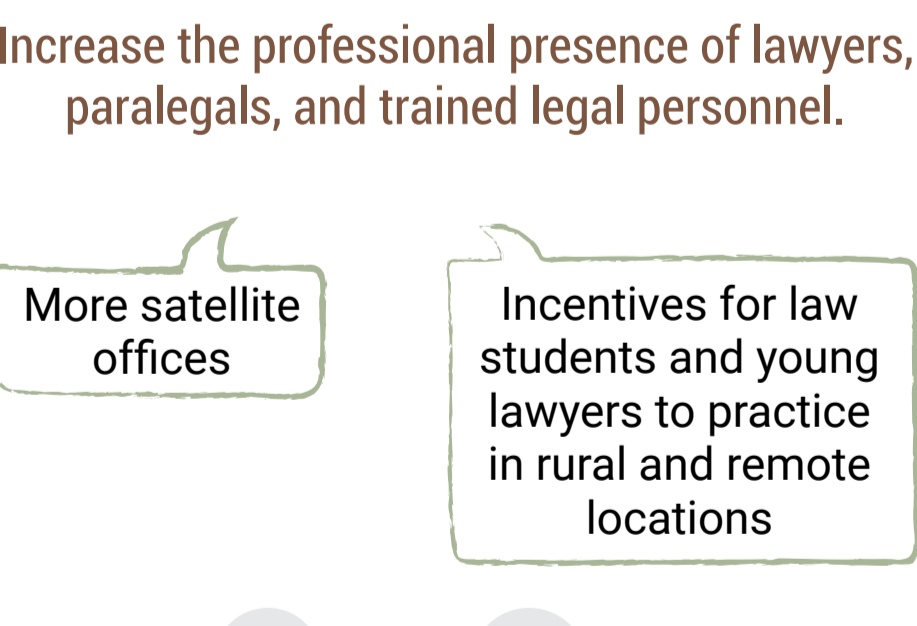 Increase the professional presence of lawyers,
paralegals, and trained legal personnel.
More satellite
offices
Incentives for law
students and young
lawyers to practice
in rural and remote
locations